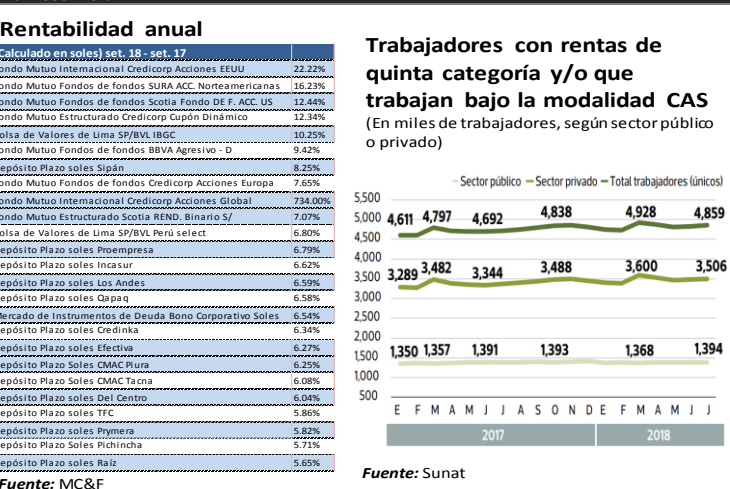 Rentabilidad anual
Calculado en soles) set. 18 - set. 17
ondo Mutuo Internacional Credicorp Acciones EEUU 22.22%
ondo Mutuo Fondos de fondos SURA ACC. Norteamericanas 16.23%
ondo Mutuo Fondos de fondos Scotia Fondo DE F. ACC. US 12.44%
ondo Mutuo Estructurado Credicorp Cupón Dinámico 12.34%
olsa de Valores de Lima SP/BVL IBGC 10.25%
ondo Mutuo Fondos de fondos BBVA Agresivo - D 9.42%
epósito Plazo soles Sipán 8.25%
ondo Mutuo Fondos de fondos Credicorp Acciones Europa 7.65%
ondo Mutuo Internacional Credicorp Acciones Global 734.00%
ondo Mutuo Estructurado Scotia REND. Binario S/ 7.07%
olsa de Valores de Lima SP/BVL Perú select 6.80%
epósito Plazo soles Proempresa 6.79%
epósito Plazo soles Incasur 6.62%
epósito Plazo soles Los Andes 6.59%
epósito Plazo soles Qapaq 6.58%
Mercado de Instrumentos de Deuda Bono Corporativo Soles 6.54%
epósito Plazo soles Credinka 6.34%
epósito Plazo soles Efectiva 6.27%
epósito Plazo Soles CMAC Piura 6.25%
epósito Plazo soles CMAC Tacna 6.08%
epósito Plazo soles Del Centro 6.04%
epósito Plazo soles TFC 5.86%
epósito Plazo soles Prymera 5.82%
epósito Plazo Soles Pichincha 5.71%
epósito Plazo soles Raíz 5.65%
Fuente: MC&F
Trabajadores con rentas de
quinta categoría y/o que
trabajan bajo la modalidad CAS
(En miles de trabajadores, según sector público
o privado)
Sector público Sector privado Total trabajadores (únicos)
5,500
5,000
4,500
4,000
3,500
3,000
2,500
2,000
1,500
1,000
500
4,611 4,797 4,692 4,838 4,928 4,859
3,289 3,482 3,344 3,488 3,600 3,506
1,350 1,357 1,391 1,393 1,368 1,394
E F M A M J J A S O N D E F M A M J J
2017 2018
Fuente: Sunat